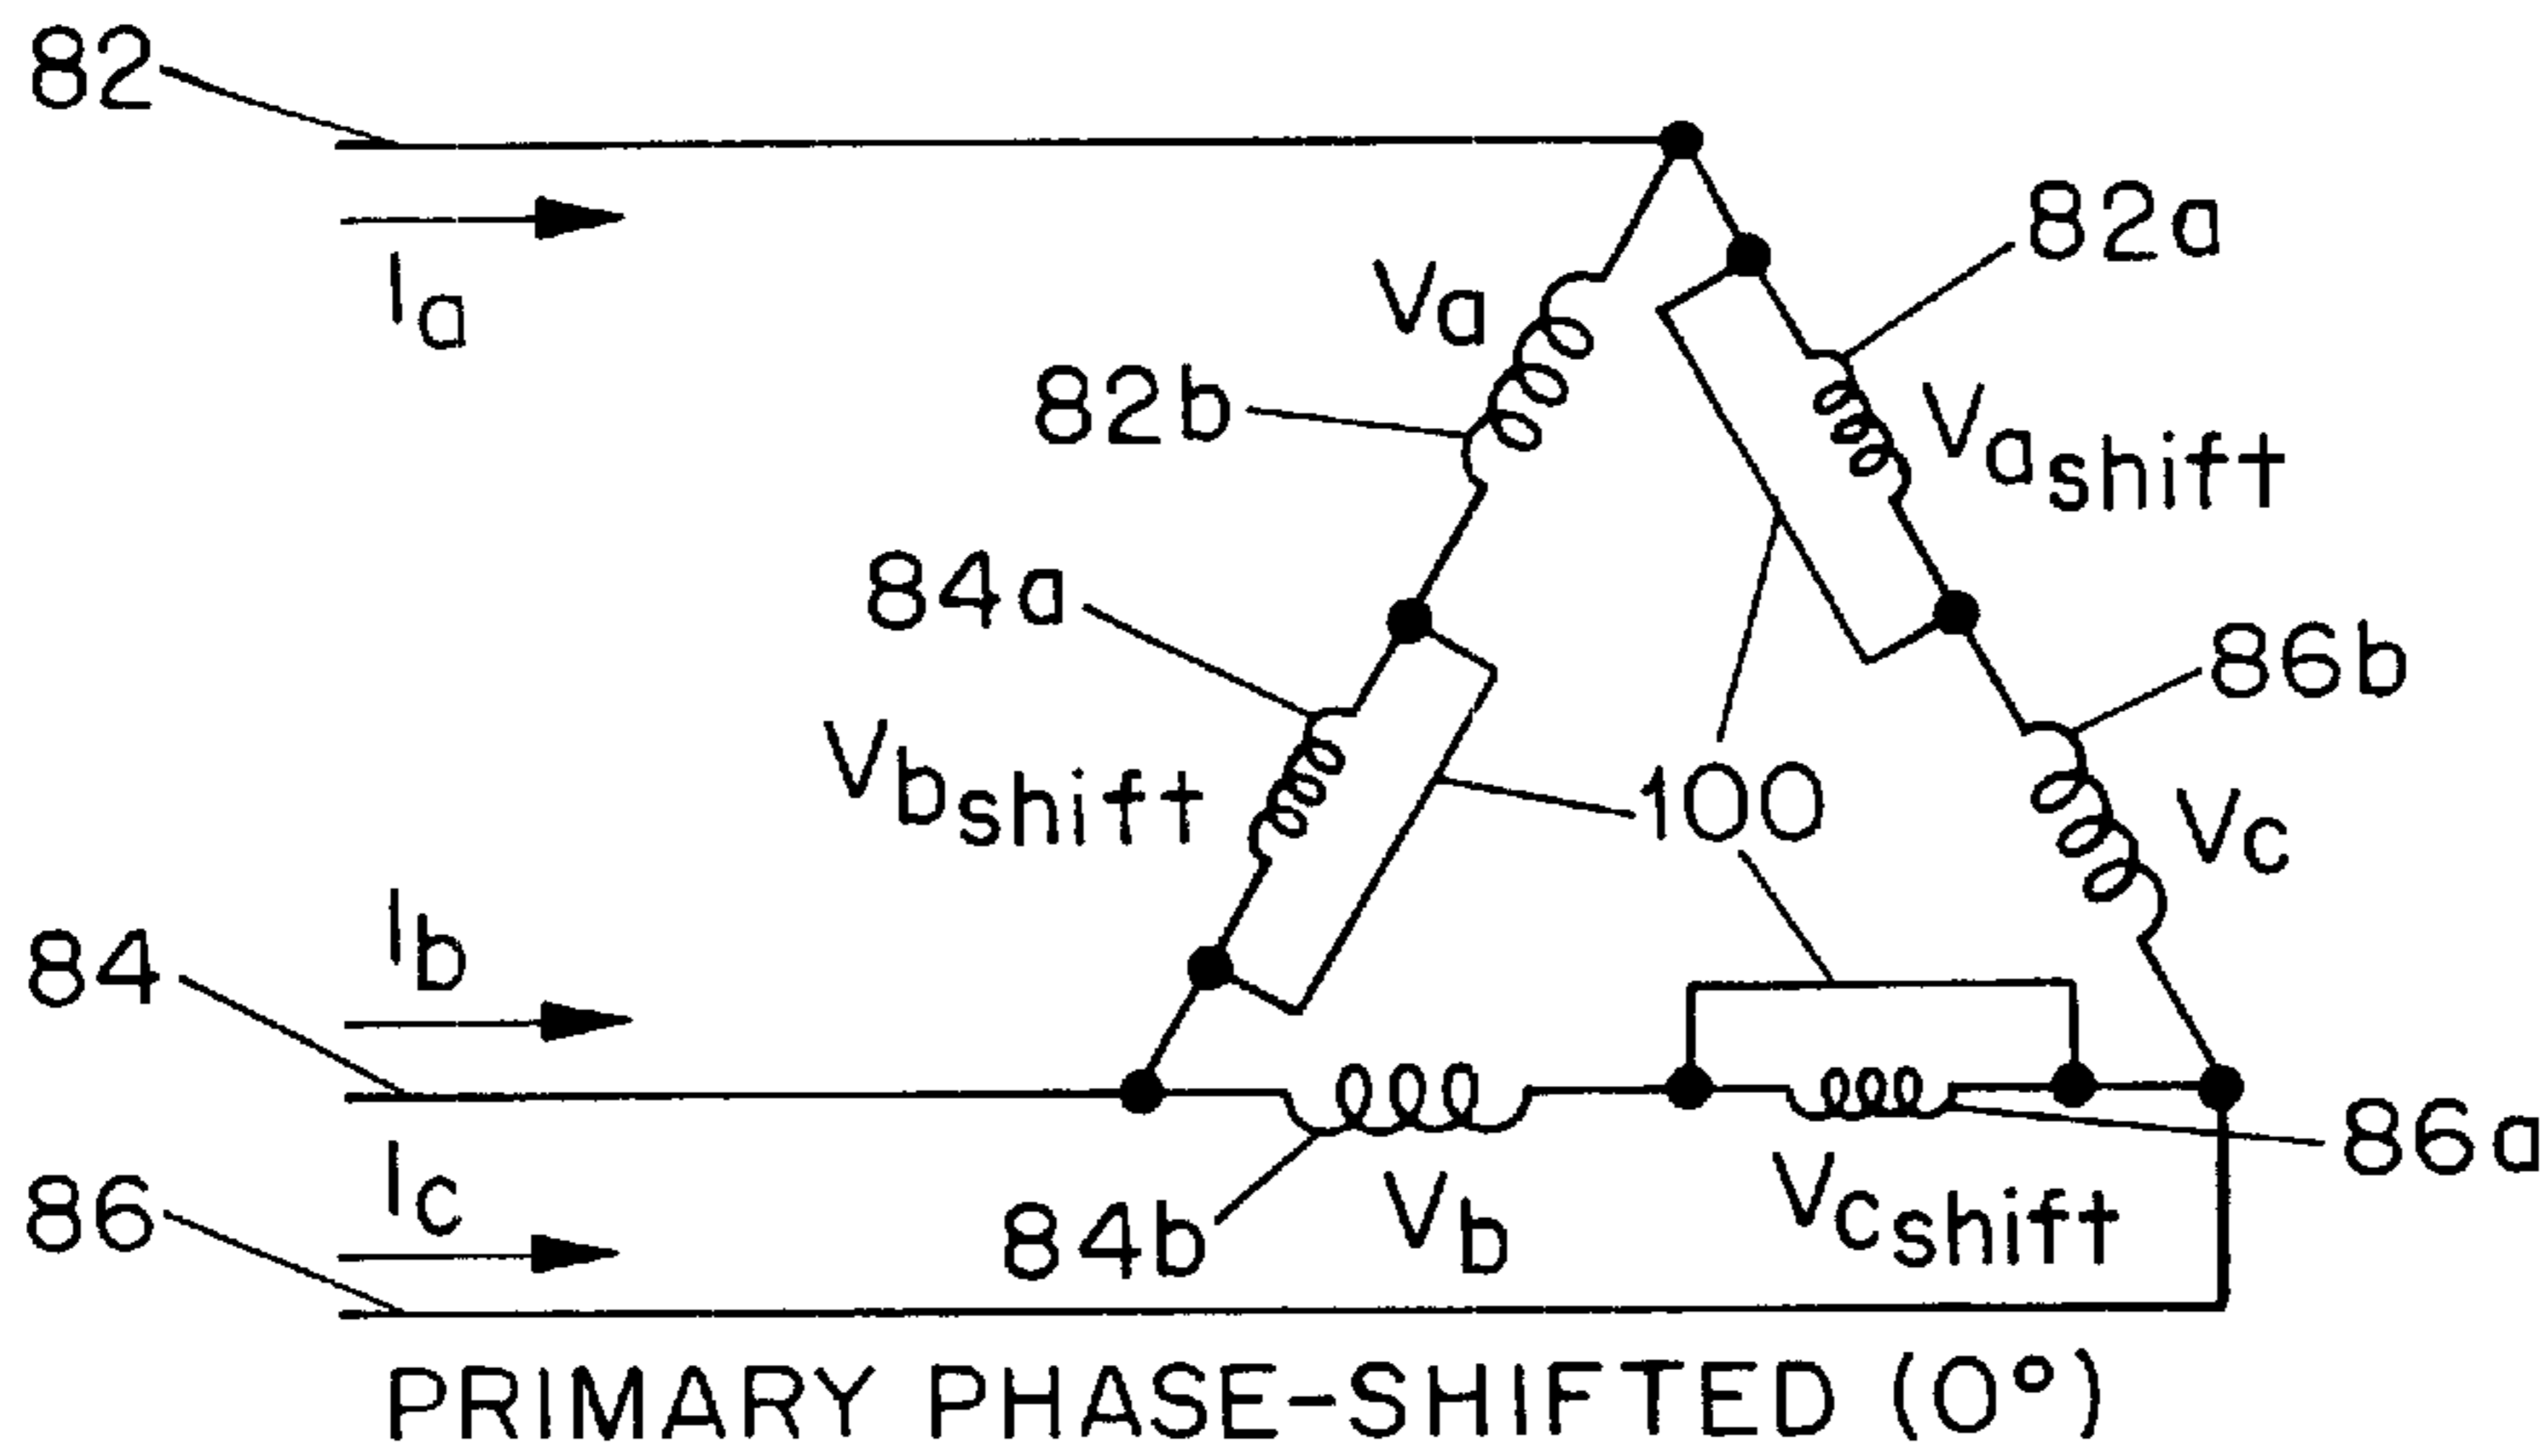 82
Ia
82a
Va
82b
Vashift
84a
86b
Vbshift
100
Vc
Ib
84
Ic
86
84b
Vb
Vcshift
86a
PRIMARY PHASE-SHIFTED (0°)